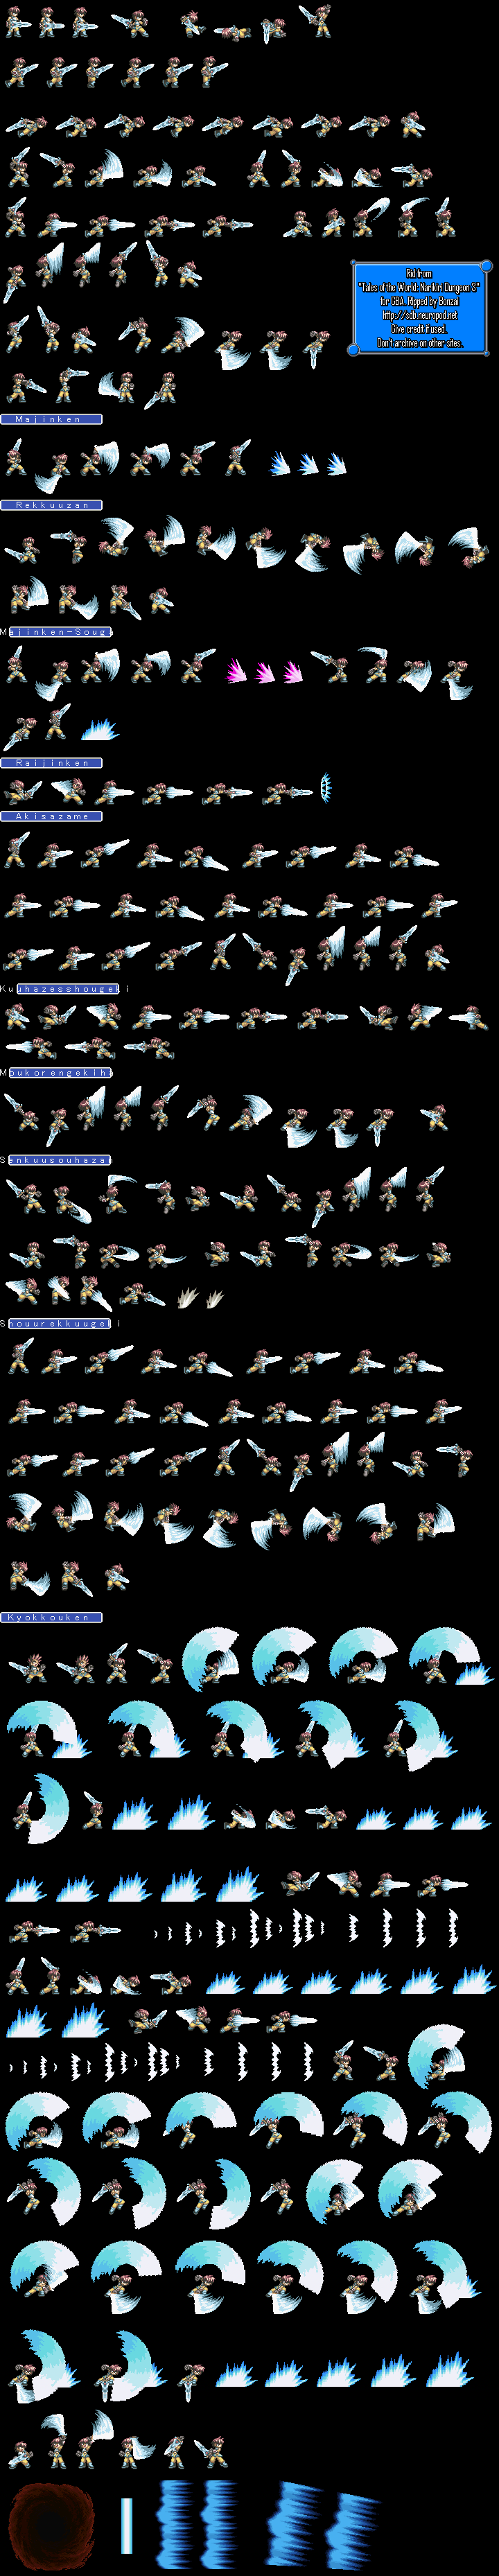 Rid from
"Tales of the World: Narikiri Dungeon 3"
for GBA. Ripped by Bonzai
http://sdb.neuropod.net
Give credit if used.
Don't archive on other sites.
Majinken
Rekkuuzan
Majinken-Souga
Raijinken
Akisazame
Kuuhazesshougeki
Moukorengekiha
Senkuusouhazan
Shouurekkuugeki
Kyokkouken